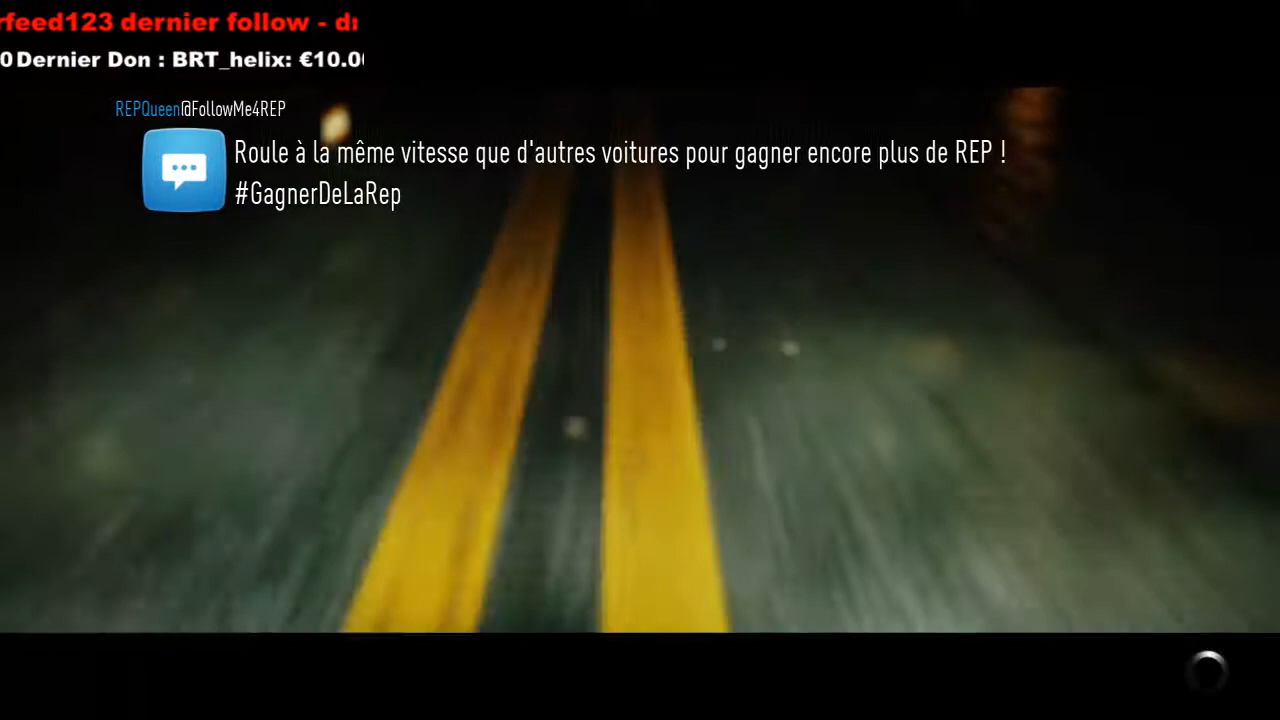 rfeed123 dernier follow - d
0 Dernier Don : BRT_helix: €10.0
REPQueen@FollowMe4REP
Roule à la même vitesse que d'autres voitures pour gagner encore plus de REP !
#GagnerDeLaRep